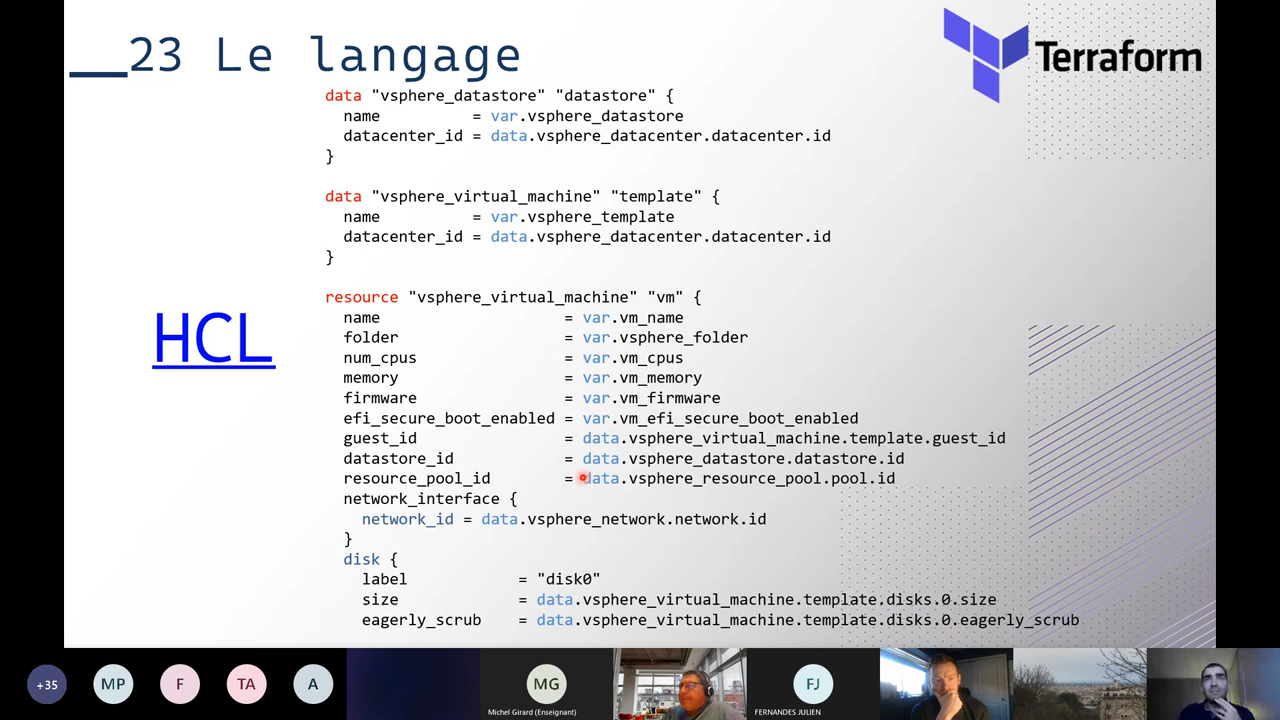 __23 Le langage
Terraform
data "vsphere_datastore" "datastore" {
  name          = var.vsphere_datastore
  datacenter_id = data.vsphere_datacenter.datacenter.id
}
data "vsphere_virtual_machine" "template" {
  name          = var.vsphere_template
  datacenter_id = data.vsphere_datacenter.datacenter.id
}
HCL
resource "vsphere_virtual_machine" "vm" {
  name                    = var.vm_name
  folder                  = var.vsphere_folder
  num_cpus                = var.vm_cpus
  memory                  = var.vm_memory
  firmware                = var.vm_firmware
  efi_secure_boot_enabled = var.vm_efi_secure_boot_enabled
  guest_id                = data.vsphere_virtual_machine.template.guest_id
  datastore_id            = data.vsphere_datastore.datastore.id
  resource_pool_id        = data.vsphere_resource_pool.pool.id
  network_interface {
    network_id = data.vsphere_network.network.id
  }
  disk {
    label            = "disk0"
    size             = data.vsphere_virtual_machine.template.disks.0.size
    eagerly_scrub    = data.vsphere_virtual_machine.template.disks.0.eagerly_scrub
+35
MP
F
TA
A
MG
Michel Girard (Enseignant)
FJ
FERNANDES JULIEN